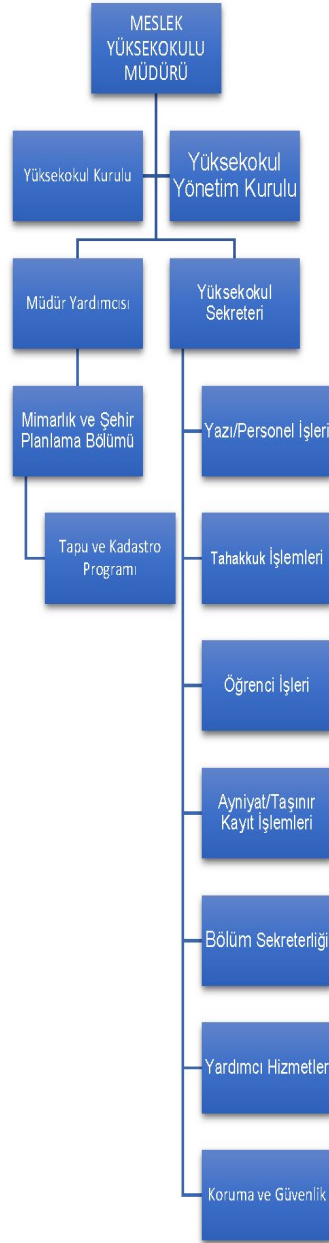 MESLEK
YÜKSEKOKULU
MÜDÜRÜ
Yüksekokul Kurulu
Yüksekokul
Yönetim Kurulu
Müdür Yardımcısı
Yüksekokul
Sekreteri
Mimarlık ve Şehir
Planlama Bölümü
Tapu ve Kadastro
Programı
Yazı/Personel İşleri
Tahakkuk İşlemleri
Öğrenci İşleri
Ayniyat/Taşınır
Kayıt İşlemleri
Bölüm Sekreterliği
Yardımcı Hizmetler
Koruma ve Güvenlik